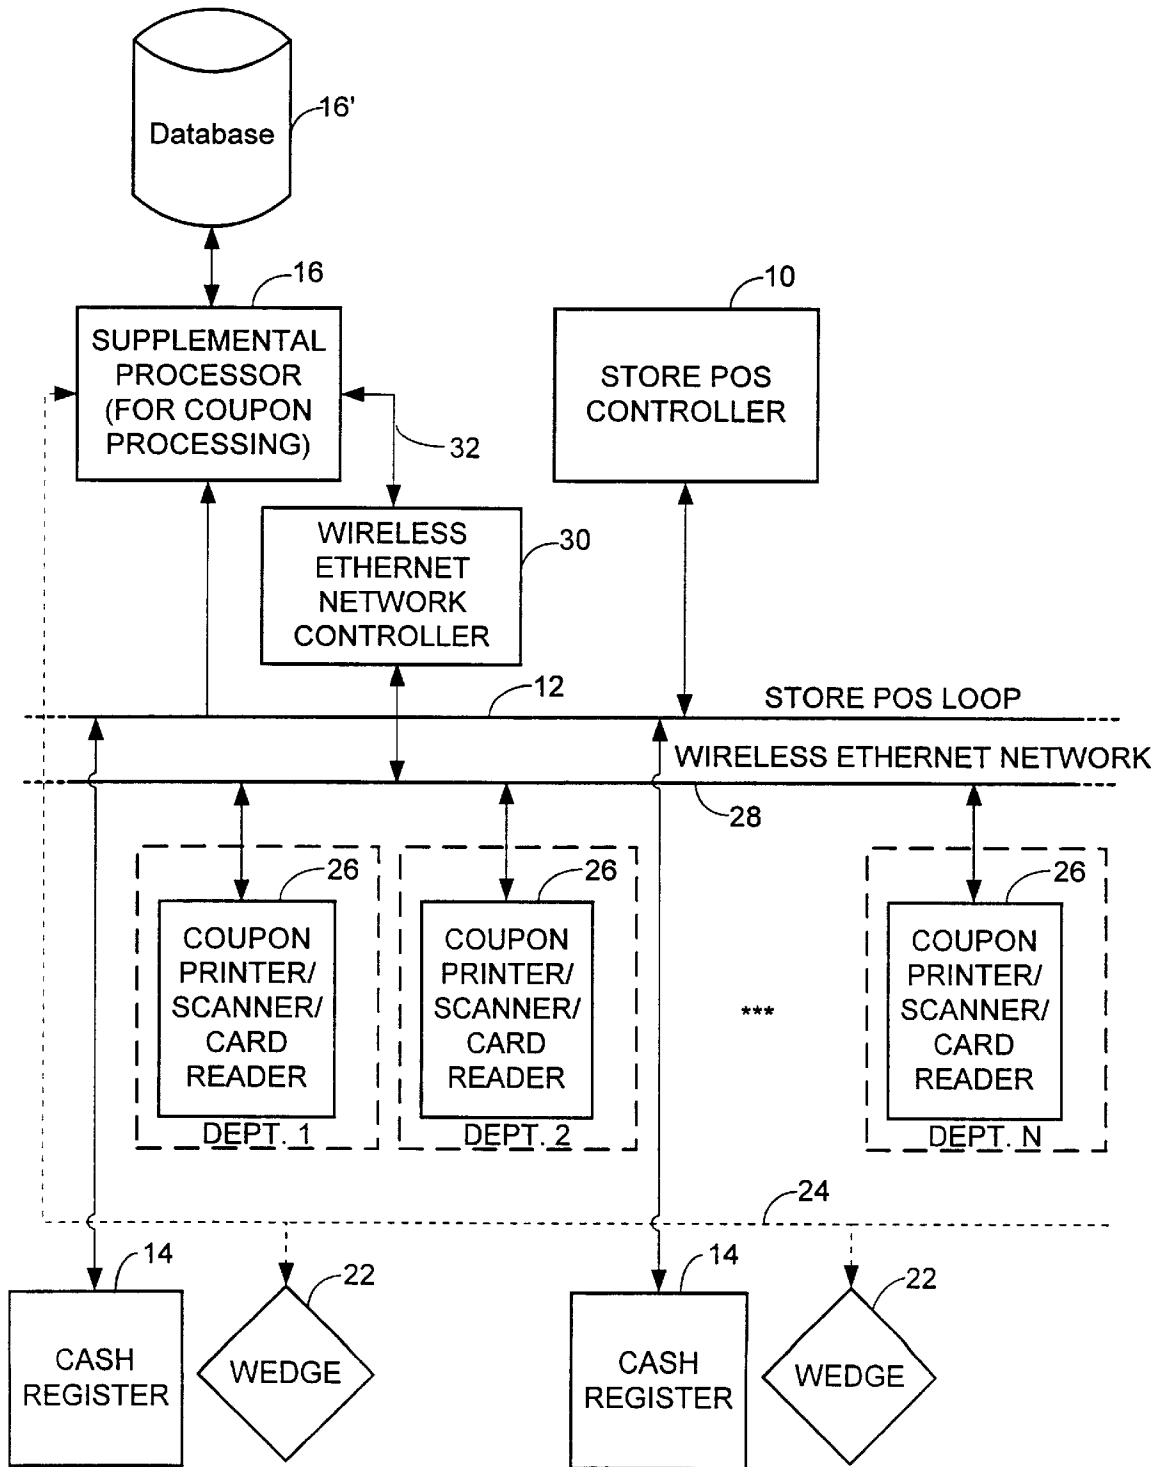 Database
16'
16
10
SUPPLEMENTAL
PROCESSOR
(FOR COUPON
PROCESSING)
STORE POS
CONTROLLER
32
WIRELESS
ETHERNET
NETWORK
CONTROLLER
30
12
STORE POS LOOP
WIRELESS ETHERNET NETWORK
28
26
COUPON
PRINTER/
SCANNER/
CARD
READER
DEPT. 1
26
COUPON
PRINTER/
SCANNER/
CARD
READER
DEPT. 2
***
26
COUPON
PRINTER/
SCANNER/
CARD
READER
DEPT. N
24
14
CASH
REGISTER
22
WEDGE
14
CASH
REGISTER
22
WEDGE